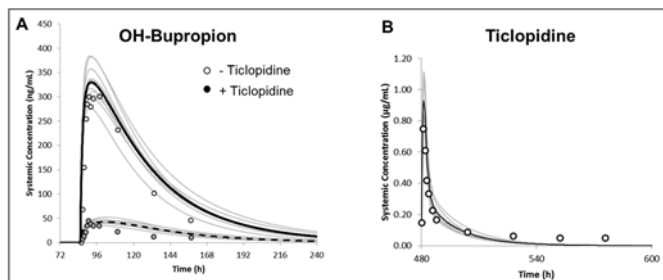 A
OH-Bupropion
Systemic Concentration (ng/mL)
450
400
350
300
250
200
150
100
50
0
- Ticlopidine
+ Ticlopidine
72 96 120 144 168 192 216 240
Time (h)
B
Ticlopidine
Systemic Concentration (µg/mL)
1.20
1.00
0.80
0.60
0.40
0.20
0.00
480 540 600
Time (h)